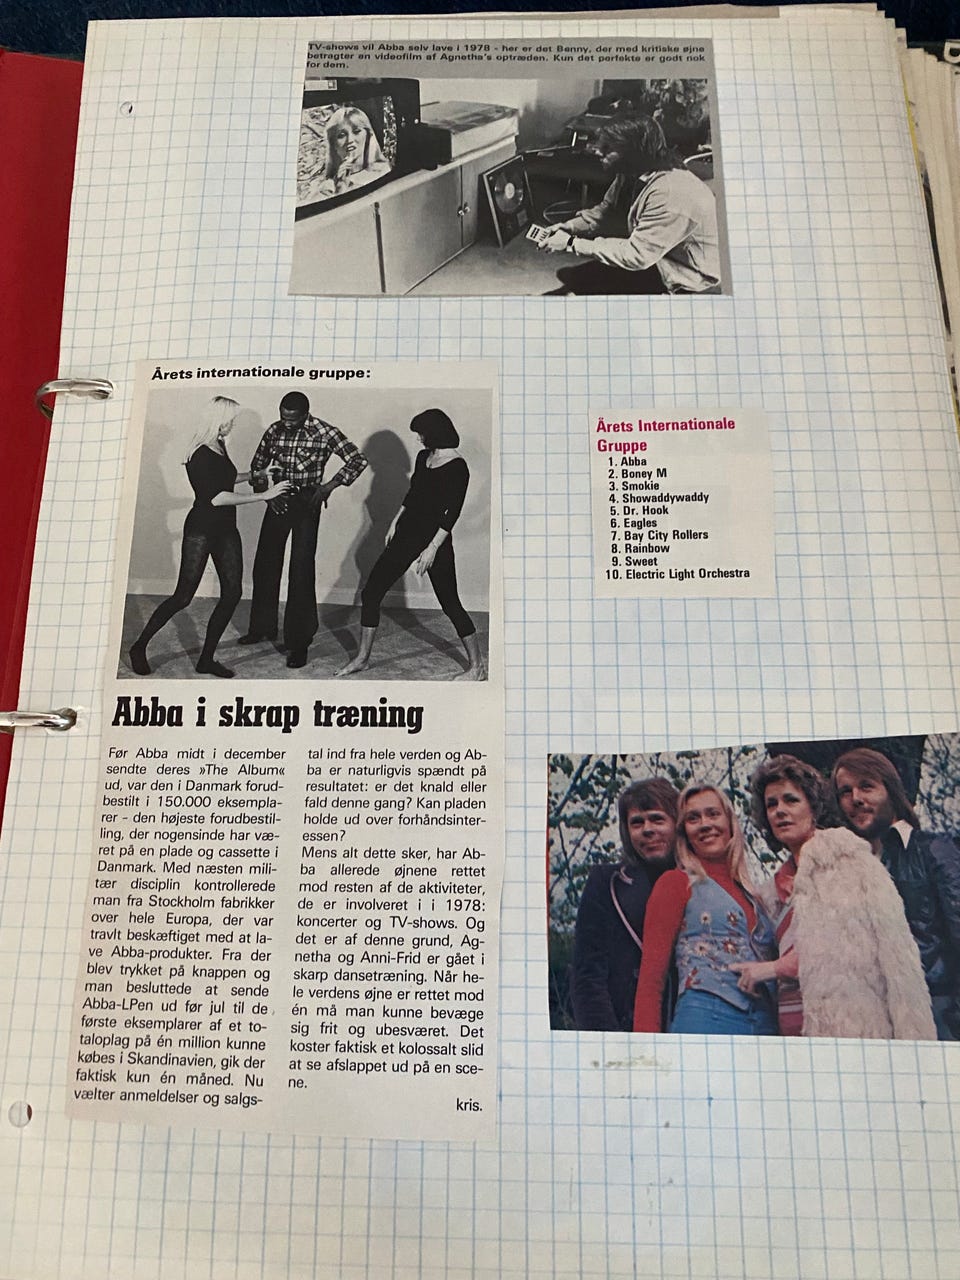 TV-shows vil Abba selv lave i 1978 - her er det Benny, der med kritiske øjne
betragter en videofilm af Agnetha's optræden. Kun det perfekte er godt nok
for dem.
Årets internationale gruppe:
Abba i skrap træning
Før Abba midt i december
sendte deres »The Album«
ud, var den i Danmark forud-
bestilt i 150.000 eksempla-
rer - den højeste forudbestil-
ling, der nogensinde har væ-
ret på en plade og cassette i
Danmark. Med næsten mili-
tær disciplin kontrollerede
man fra Stockholm fabrikker
over hele Europa, der var
travlt beskæftiget med at la-
ve Abba-produkter. Fra der
blev trykket på knappen og
man besluttede at sende
Abba-LPen ud før jul til de
første eksemplarer af et to-
taloplag på én million kunne
købes i Skandinavien, gik der
faktisk kun én måned. Nu
vælter anmeldelser og salgs-
tal ind fra hele verden og Ab-
ba er naturligvis spændt på
resultatet: er det knald eller
fald denne gang? Kan pladen
holde ud over forhåndsinter-
essen?
Mens alt dette sker, har Ab-
ba allerede øjnene rettet
mod resten af de aktiviteter,
de er involveret i i 1978:
koncerter og TV-shows. Og
det er af denne grund, Ag-
netha og Anni-Frid er gået i
skarp dansetræning. Når he-
le verdens øjne er rettet mod
én må man kunne bevæge
sig frit og ubesværet. Det
koster faktisk et kolossalt slid
at se afslappet ud på en sce-
ne.
kris.
Årets Internationale
Gruppe
1. Abba
2. Boney M
3. Smokie
4. Showaddywaddy
5. Dr. Hook
6. Eagles
7. Bay City Rollers
8. Rainbow
9. Sweet
10. Electric Light Orchestra